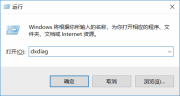 运行
Windows 将根据你所输入的名称，为你打开相应的程序、文件夹、文档或 Internet 资源。
打开(O):
dxdiag
确定
取消
浏览(B)...